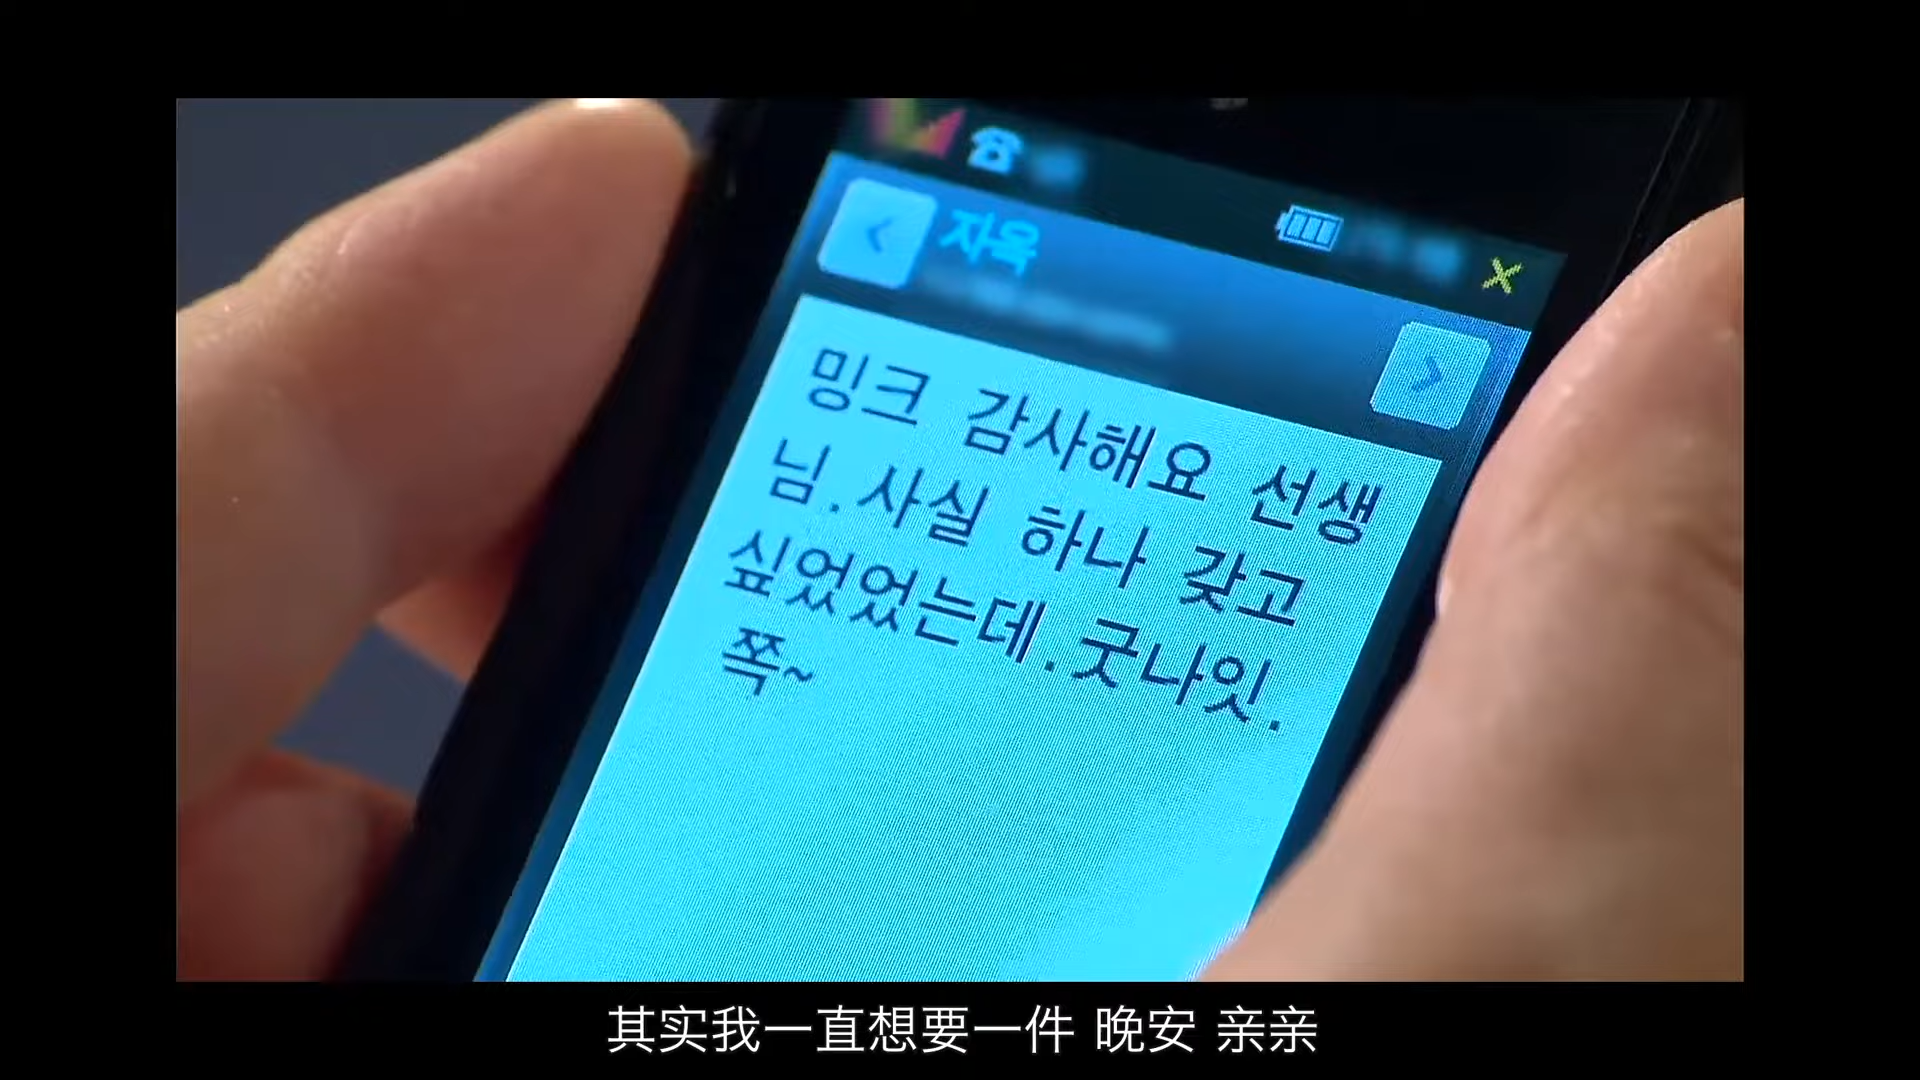 자옥
밍크 감사해요 선생
님.사실 하나 갖고
싶었었는데.굿나잇.
쪽~
其实我一直想要一件 晚安 亲亲